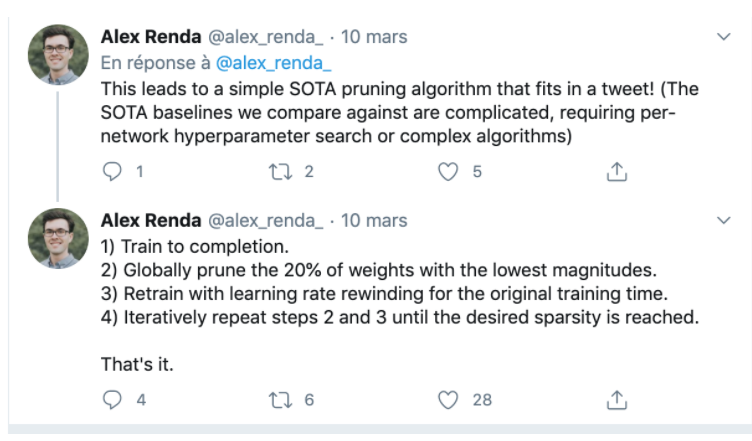 Alex Renda @alex_renda_ · 10 mars
En réponse à @alex_renda_
This leads to a simple SOTA pruning algorithm that fits in a tweet! (The
SOTA baselines we compare against are complicated, requiring per-
network hyperparameter search or complex algorithms)
1 2 5
Alex Renda @alex_renda_ · 10 mars
1) Train to completion.
2) Globally prune the 20% of weights with the lowest magnitudes.
3) Retrain with learning rate rewinding for the original training time.
4) Iteratively repeat steps 2 and 3 until the desired sparsity is reached.
That's it.
4 6 28